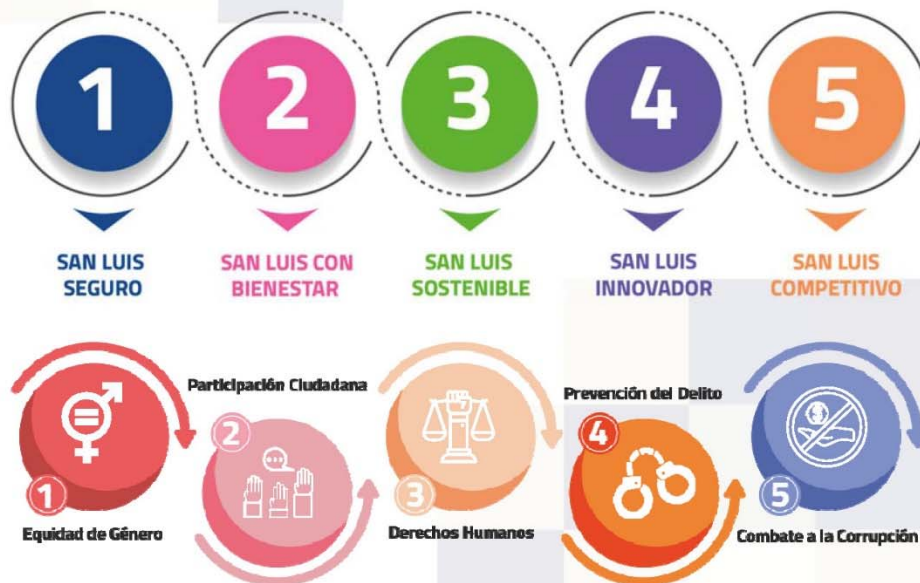 1
2
3
4
5
SAN LUIS
SEGURO
SAN LUIS CON
BIENESTAR
SAN LUIS
SOSTENIBLE
SAN LUIS
INNOVADOR
SAN LUIS
COMPETITIVO
1
Equidad de Género
Participación Ciudadana
2
3
Derechos Humanos
Prevención del Delito
4
5
Combate a la Corrupción